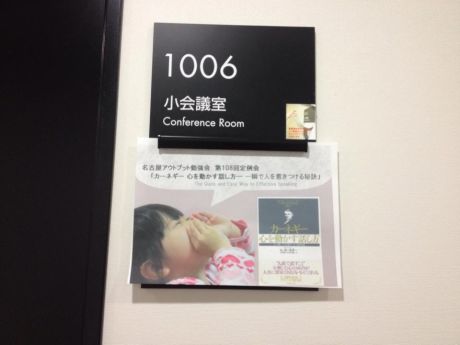 1006
小会議室
Conference Room
名古屋アウトプット勉強会 第108回定例会
「カーネギー 心を動かす話し方ー 一瞬で人を惹きつける秘訣」
The Quick and Easy Way to Effective Speaking
カーネギー
心を動かす話し方